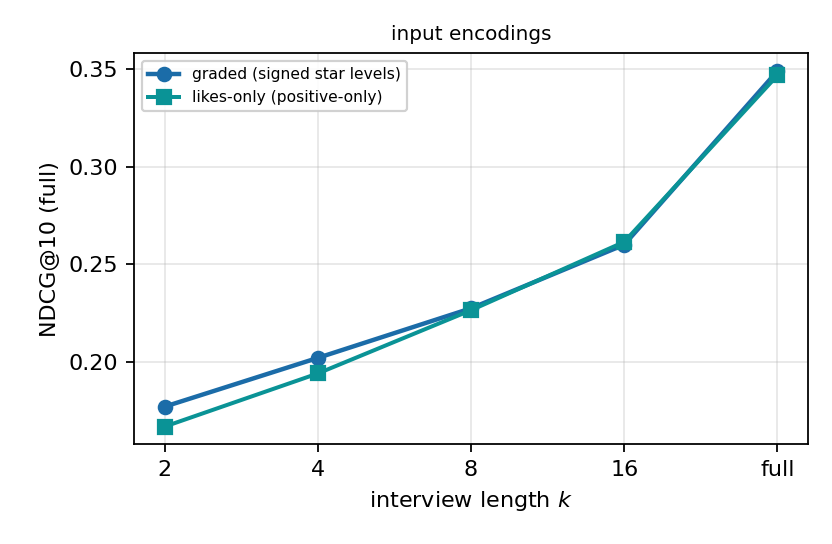 input encodings
graded (signed star levels)
likes-only (positive-only)
NDCG@10 (full)
0.35
0.30
0.25
0.20
2 4 8 16 full
interview length k